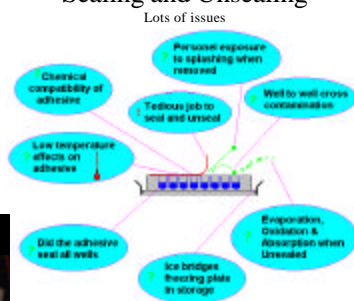 Sealing and Unsealing
Lots of issues
? Personel exposure
to splashing when
removed
? Chemical
compatibility of
adhesive
! Tedious job to
seal and unseal
? Well to well cross
contamination
? Low temperature
effects on
adhesive
? Did the adhesive
seal all wells
? Ice bridges
freezing plate
in storage
? Evaporation,
Oxidation &
Absorption when
Unsealed